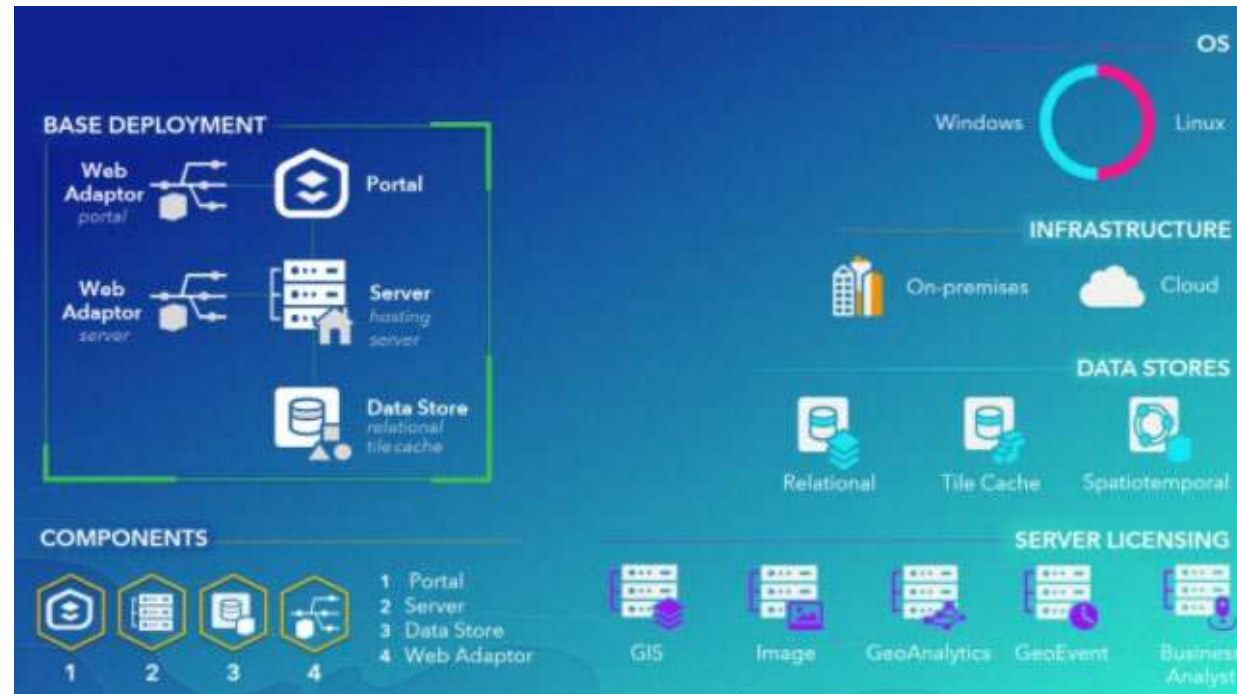 BASE DEPLOYMENT
Web
Adaptor
portal
Portal
Web
Adaptor
server
Server
hosting
server
Data Store
relational
tile cache
COMPONENTS
1
2
3
4
1 Portal
2 Server
3 Data Store
4 Web Adaptor
OS
Windows
Linux
INFRASTRUCTURE
On-premises
Cloud
DATA STORES
Relational
Tile Cache
Spatiotemporal
SERVER LICENSING
GIS
Image
GeoAnalytics
GeoEvent
Business
Analyst